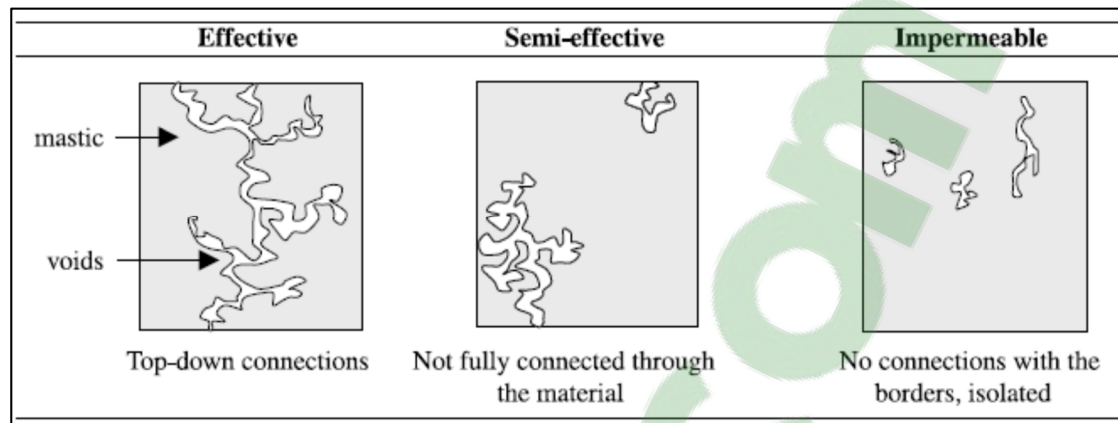 Effective Semi-effective Impermeable
mastic
voids
Top-down connections Not fully connected through No connections with the
the material borders, isolated
com